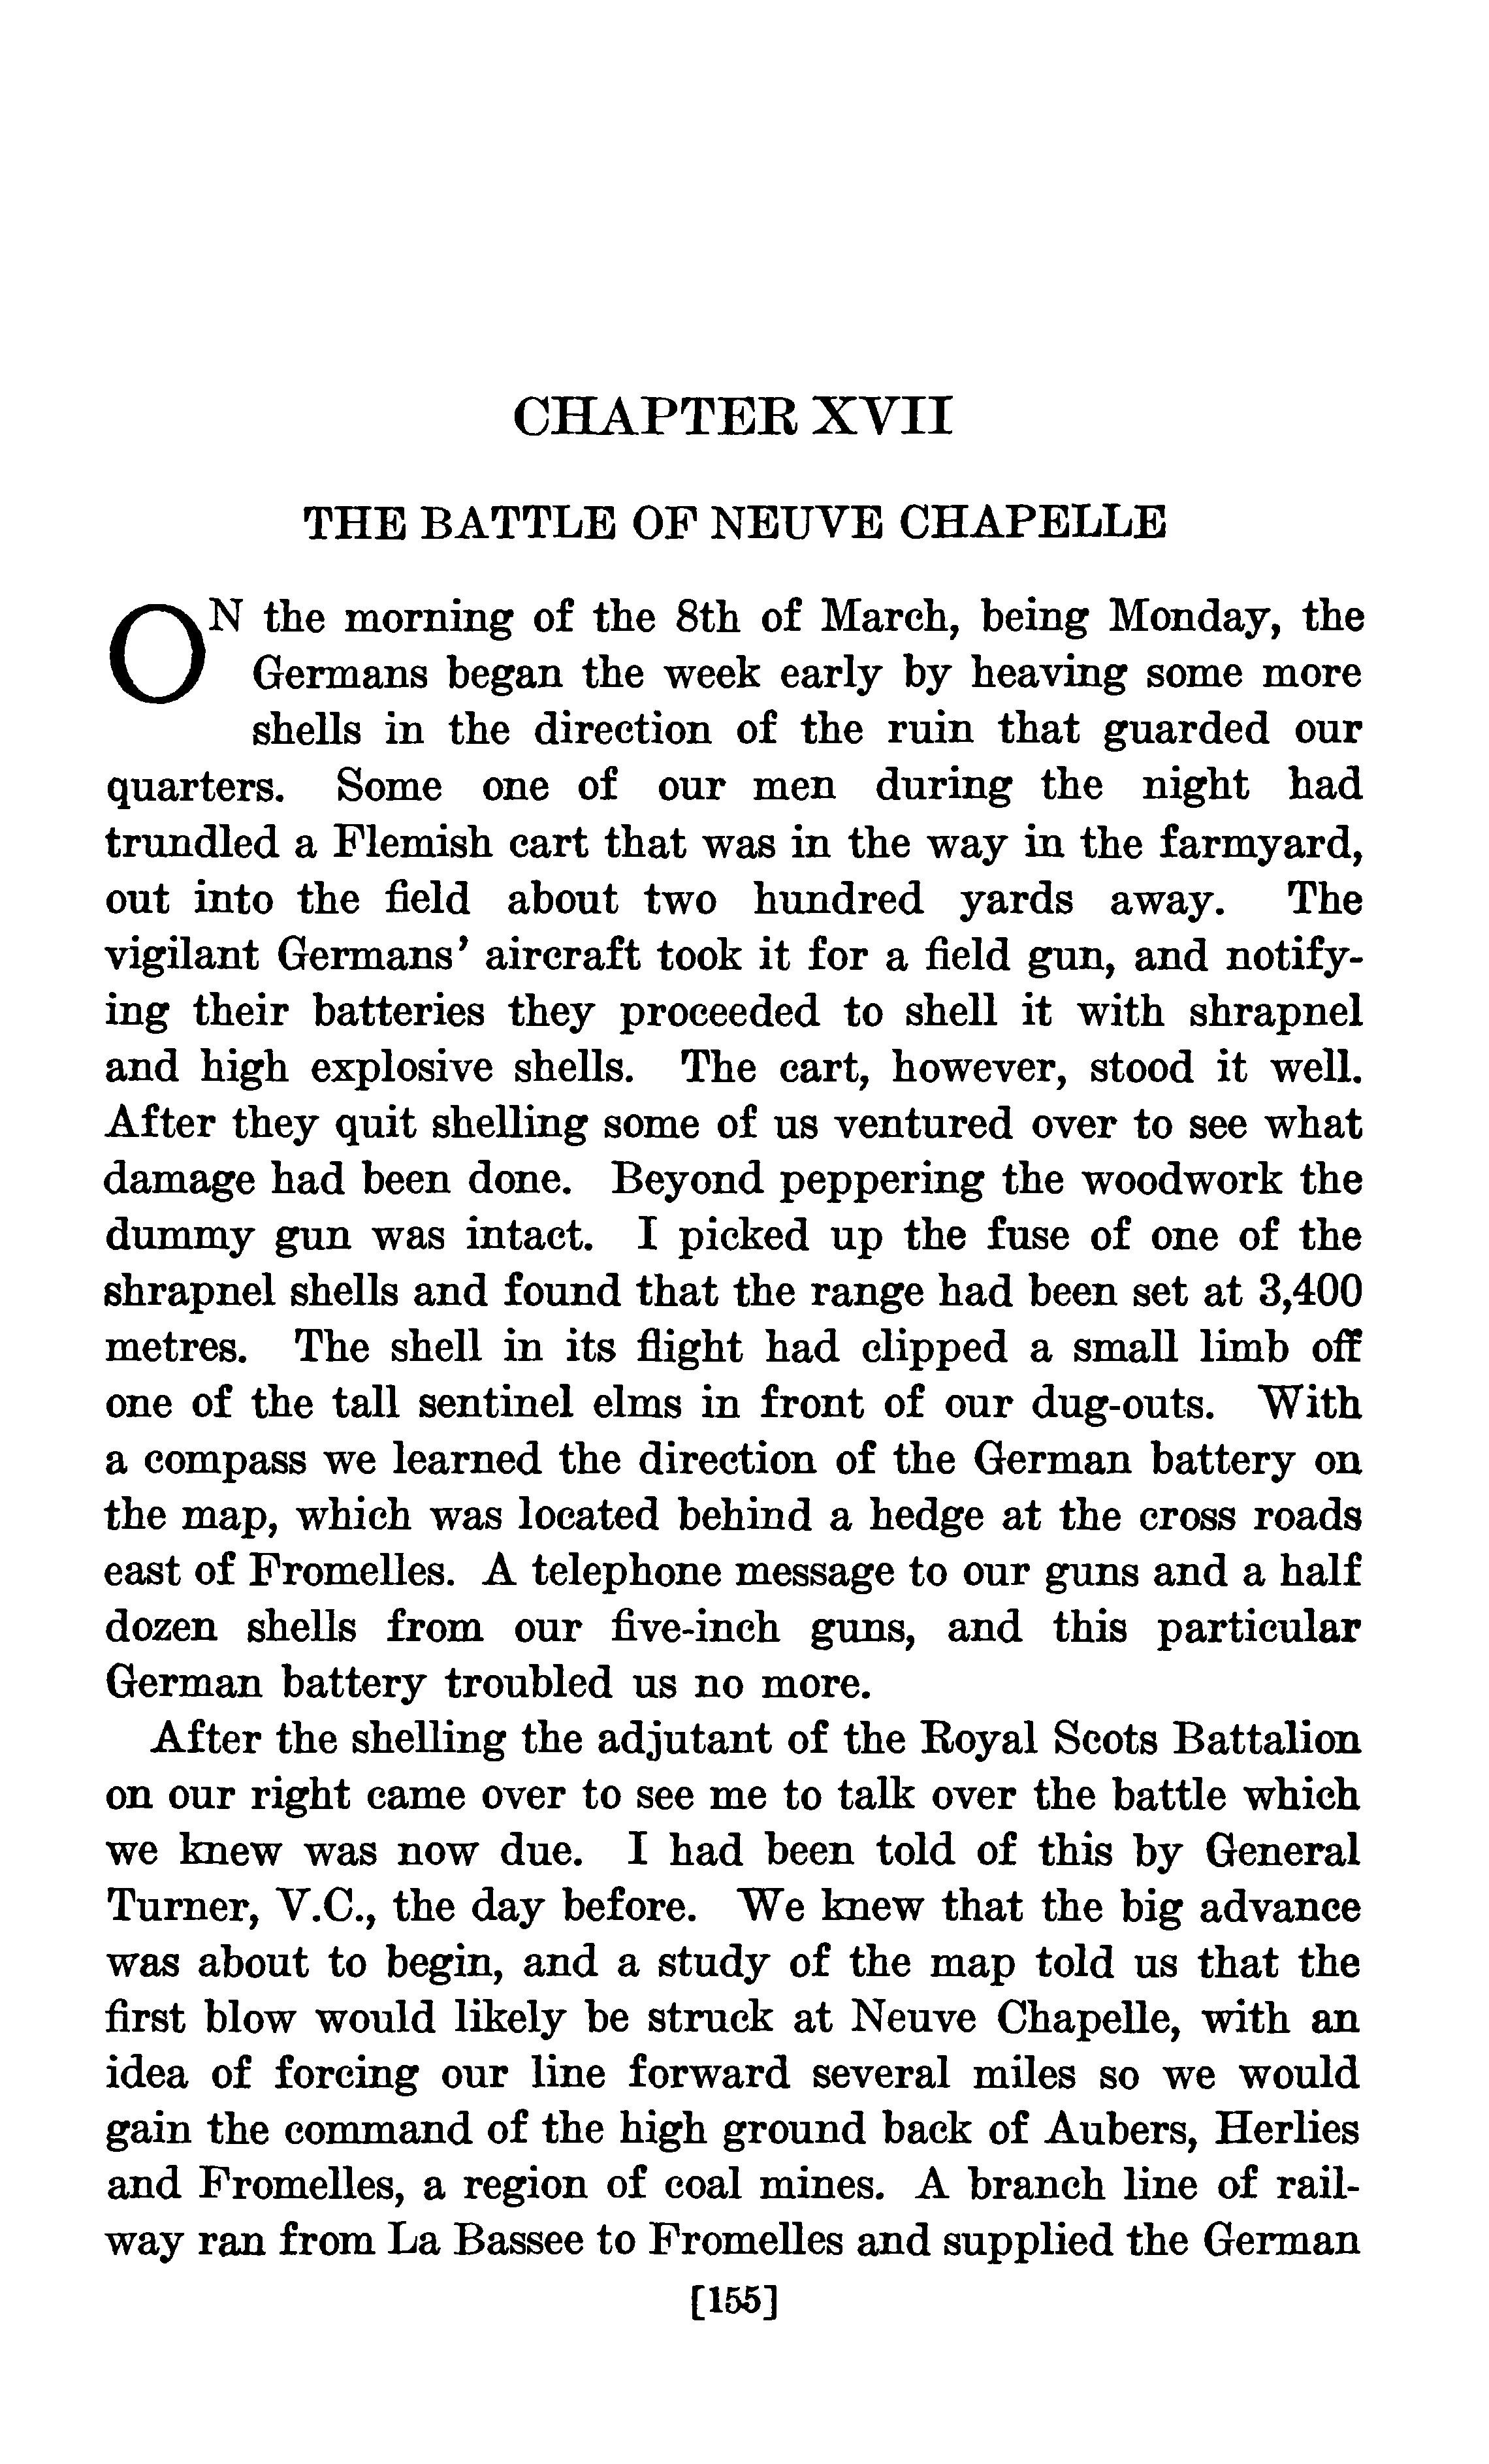 CHAPTER XVII
THE BATTLE OF NEUVE CHAPELLE
ON the morning of the 8th of March, being Monday, the
Germans began the week early by heaving some more
shells in the direction of the ruin that guarded our
quarters. Some one of our men during the night had
trundled a Flemish cart that was in the way in the farmyard,
out into the field about two hundred yards away. The
vigilant Germans' aircraft took it for a field gun, and notify-
ing their batteries they proceeded to shell it with shrapnel
and high explosive shells. The cart, however, stood it well.
After they quit shelling some of us ventured over to see what
damage had been done. Beyond peppering the woodwork the
dummy gun was intact. I picked up the fuse of one of the
shrapnel shells and found that the range had been set at 3,400
metres. The shell in its flight had clipped a small limb off
one of the tall sentinel elms in front of our dug-outs. With
a compass we learned the direction of the German battery on
the map, which was located behind a hedge at the cross roads
east of Fromelles. A telephone message to our guns and a half
dozen shells from our five-inch guns, and this particular
German battery troubled us no more.
After the shelling the adjutant of the Royal Scots Battalion
on our right came over to see me to talk over the battle which
we knew was now due. I had been told of this by General
Turner, V.C., the day before. We knew that the big advance
was about to begin, and a study of the map told us that the
first blow would likely be struck at Neuve Chapelle, with an
idea of forcing our line forward several miles so we would
gain the command of the high ground back of Aubers, Herlies
and Fromelles, a region of coal mines. A branch line of rail-
way ran from La Bassee to Fromelles and supplied the German
[155]